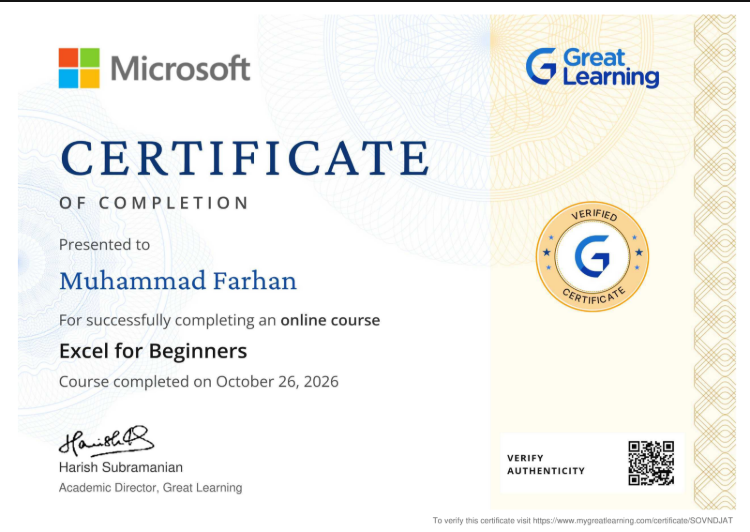 Microsoft
Great
Learning
CERTIFICATE
OF COMPLETION
Presented to
Muhammad Farhan
For successfully completing an online course
Excel for Beginners
Course completed on October 26, 2026
VERIFIED
CERTIFICATE
Harish Subramanian
Academic Director, Great Learning
VERIFY
AUTHENTICITY
To verify this certificate visit https://www.mygreatlearning.com/certificate/SOVNDJAT